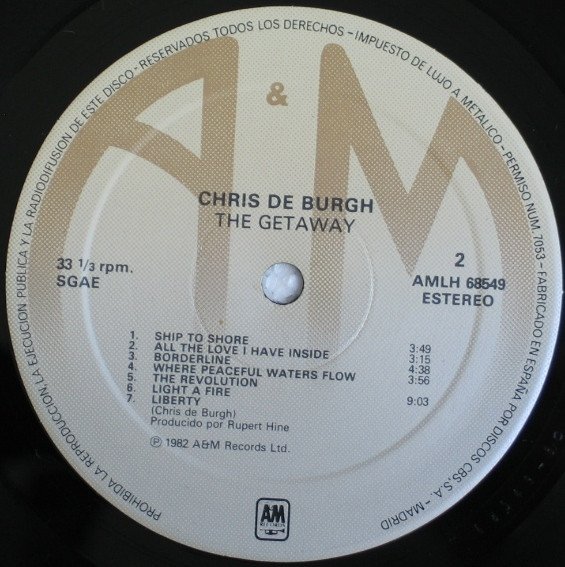 PROHIBIDA LA REPRODUCCION, LA EJECUCION PUBLICA Y LA RADIODIFUSION DE ESTE DISCO - RESERVADOS TODOS LOS DERECHOS - IMPUESTO DE LUJO A METALICO - PERMISO NUM. 7053 - FABRICADO EN ESPAÑA POR DISCOS CBS, S.A. - MADRID
A & M
CHRIS DE BURGH
THE GETAWAY
33 1/3 rpm.
SGAE
2
AMLH 68549
ESTEREO
1. SHIP TO SHORE 3:49
2. ALL THE LOVE I HAVE INSIDE 3:15
3. BORDERLINE 4:38
4. WHERE PEACEFUL WATERS FLOW 3:56
5. THE REVOLUTION
6. LIGHT A FIRE
7. LIBERTY 9:03
(Chris de Burgh)
Producido por Rupert Hine
℗ 1982 A&M Records Ltd.
A&M
RECORDS